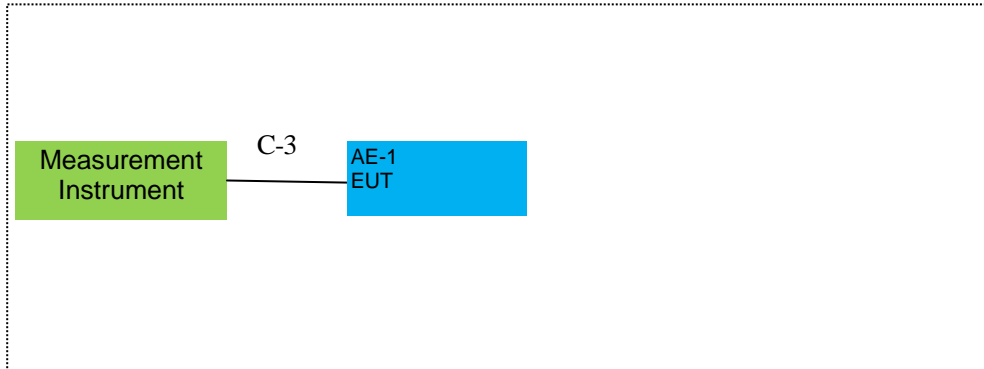 C-3
Measurement
Instrument
AE-1
EUT